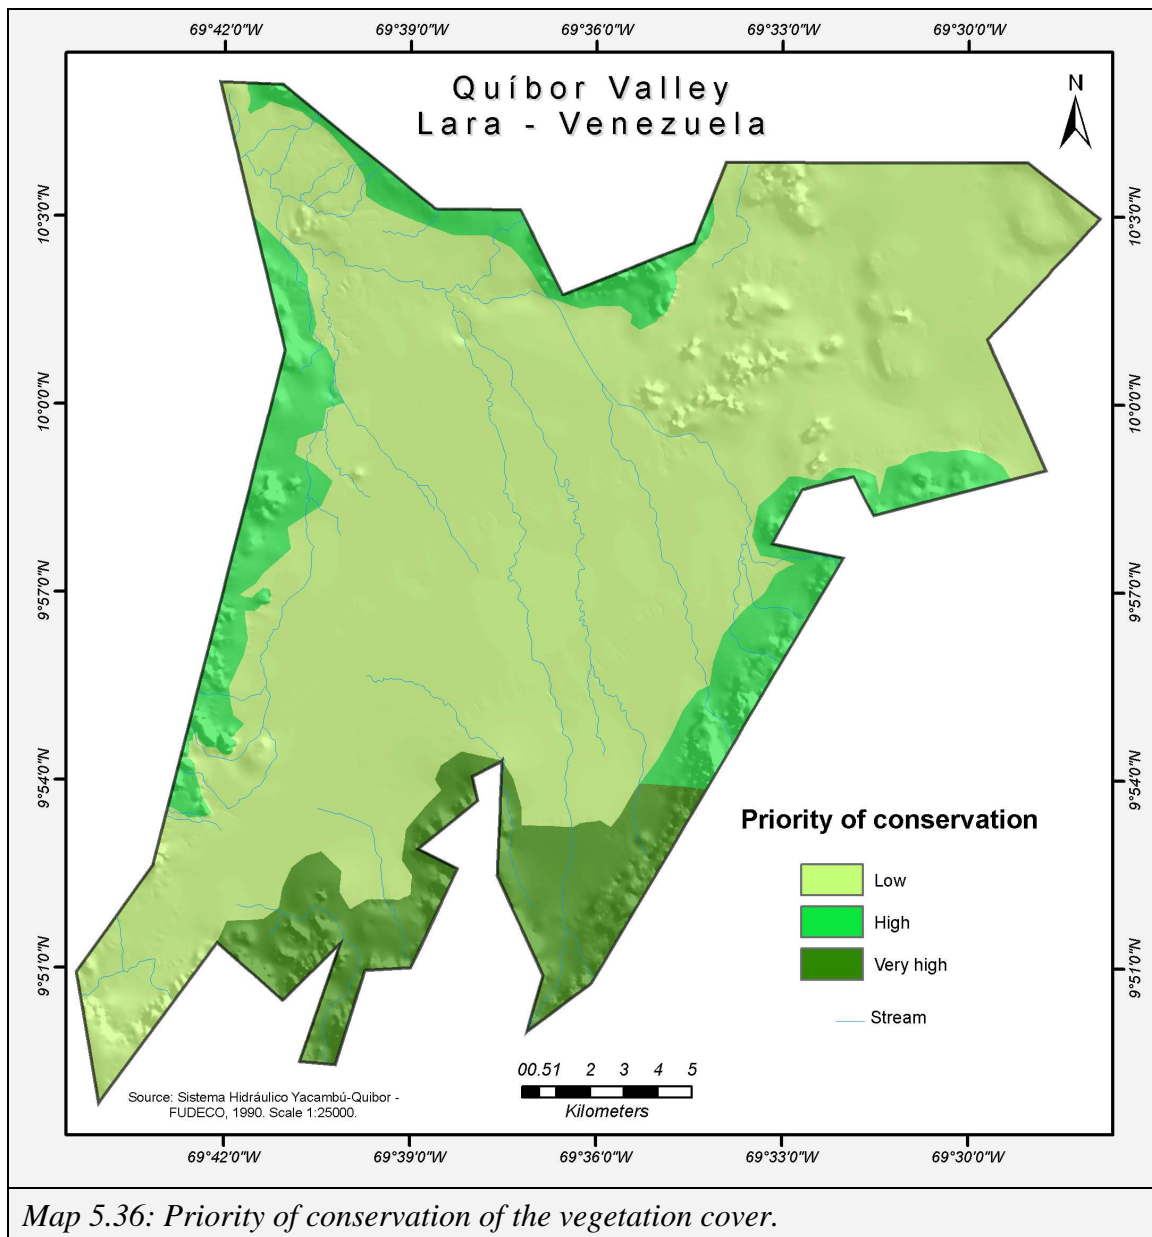 69°42'0"W 69°39'0"W 69°36'0"W 69°33'0"W 69°30'0"W
Quíbor Valley
Lara - Venezuela
N
10°3'0"N 10°3'0"N
10°0'0"N 10°0'0"N
9°57'0"N 9°57'0"N
9°54'0"N 9°54'0"N
Priority of conservation
Low
High
Very high
9°51'0"N 9°51'0"N
Stream
00.51 2 3 4 5
Kilometers
Source: Sistema Hidráulico Yacambú-Quibor -
FUDECO, 1990. Scale 1:25000.
69°42'0"W 69°39'0"W 69°36'0"W 69°33'0"W 69°30'0"W
Map 5.36: Priority of conservation of the vegetation cover.